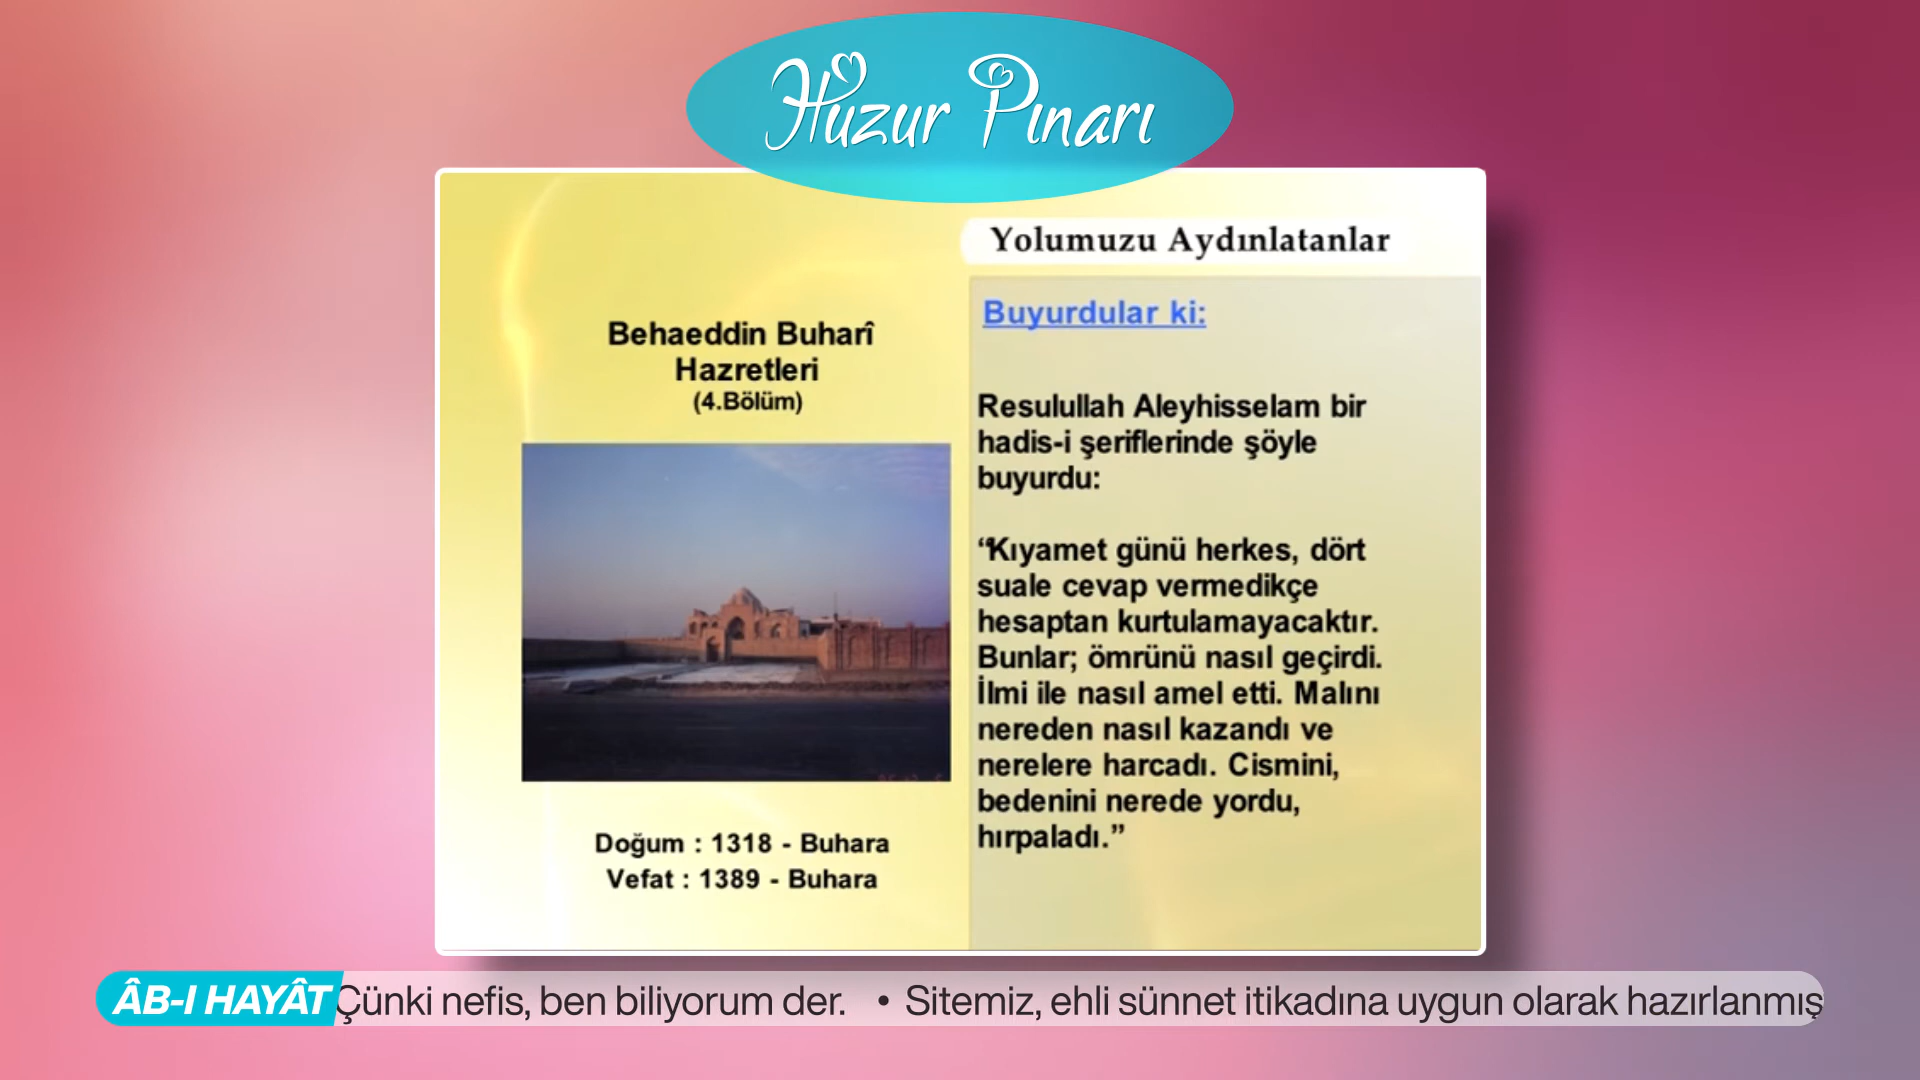 Huzur Pınarı
Yolumuzu Aydınlatanlar
Behaeddin Buharî
Hazretleri
(4.Bölüm)
Doğum : 1318 - Buhara
Vefat : 1389 - Buhara
Buyurdular ki:
Resulullah Aleyhisselam bir
hadis-i şeriflerinde şöyle
buyurdu:
“Kıyamet günü herkes, dört
suale cevap vermedikçe
hesaptan kurtulamayacaktır.
Bunlar; ömrünü nasıl geçirdi.
İlmi ile nasıl amel etti. Malını
nereden nasıl kazandı ve
nerelere harcadı. Cismini,
bedenini nerede yordu,
hırpaladı.”
ÂB-I HAYÂT Çünki nefis, ben biliyorum der. • Sitemiz, ehli sünnet itikadına uygun olarak hazırlanmış